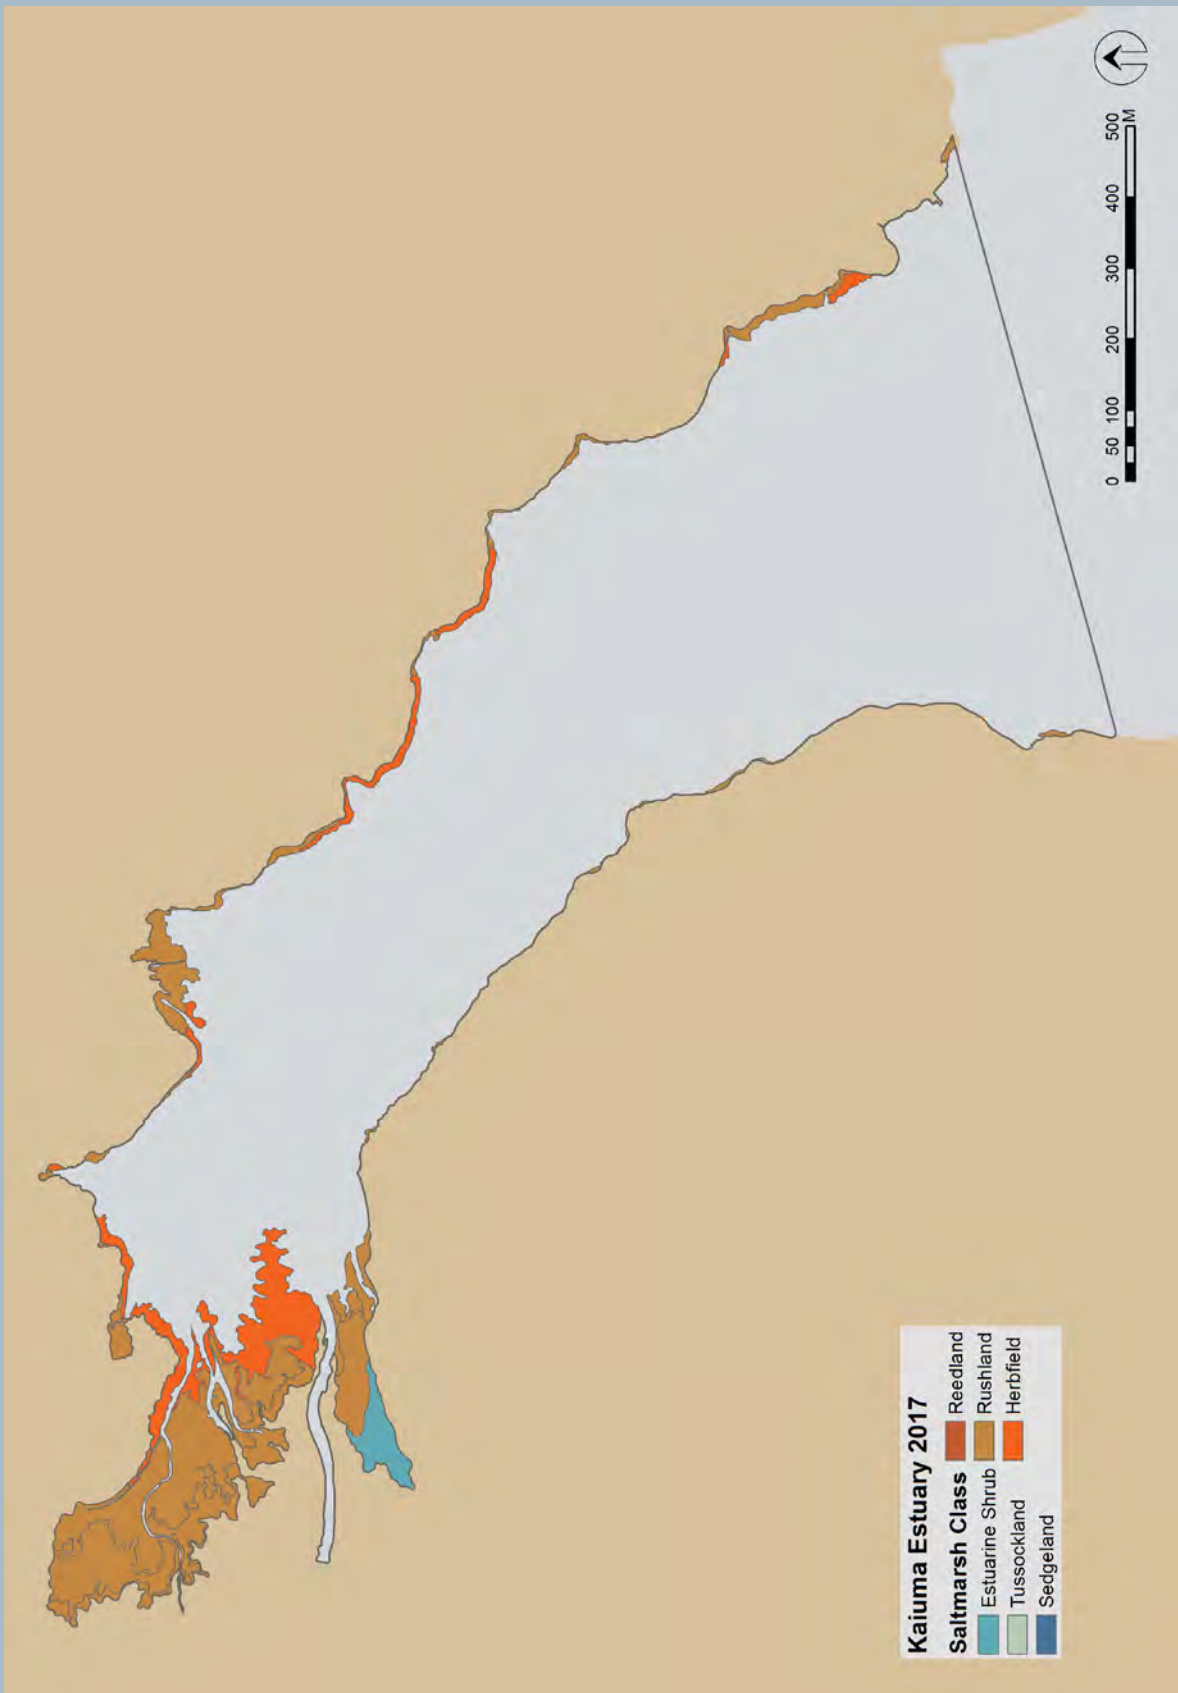 Kaiuma Estuary 2017
Saltmarsh Class
Estuarine Shrub
Tussockland
Sedgeland
Reedland
Rushland
Herbfield
0 50 100 200 300 400 500
M